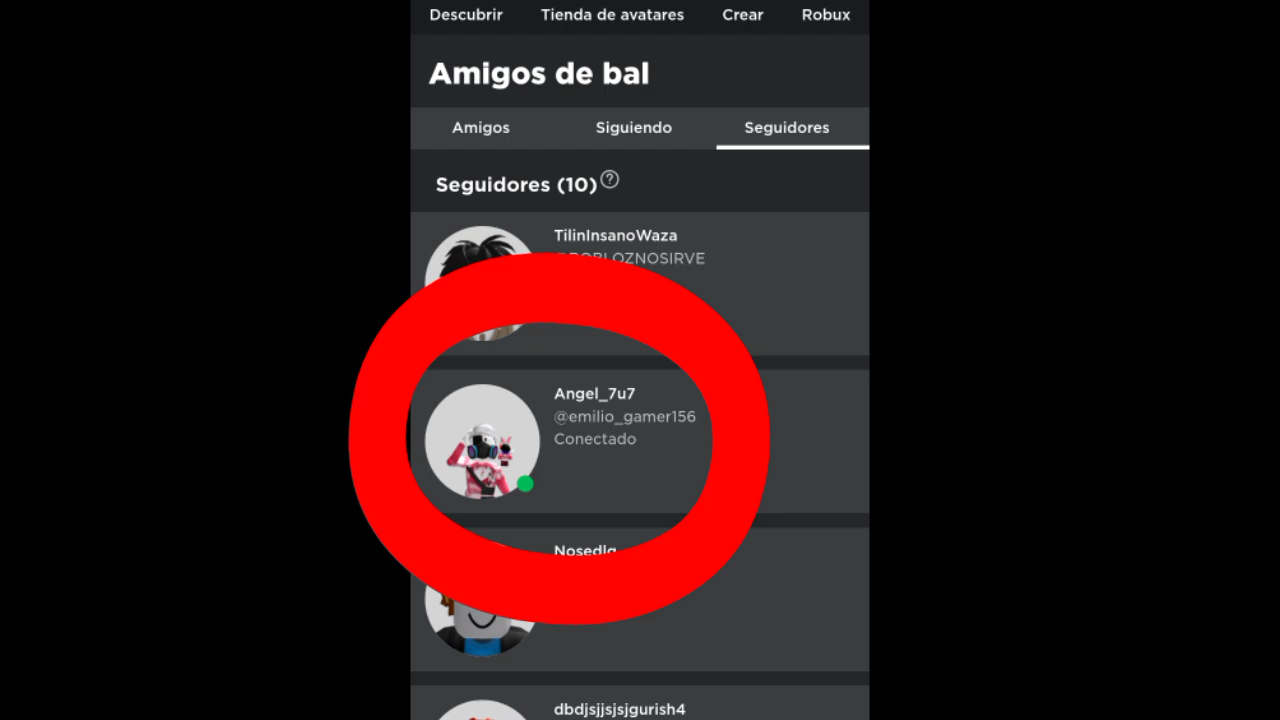 Descubrir Tienda de avatares Crear Robux
Amigos de bal
Amigos Siguiendo Seguidores
Seguidores (10) ?
TilinInsanoWaza
Angel_7u7
@emilio_gamer156
Conectado
dbdjsjjsjsjgurish4